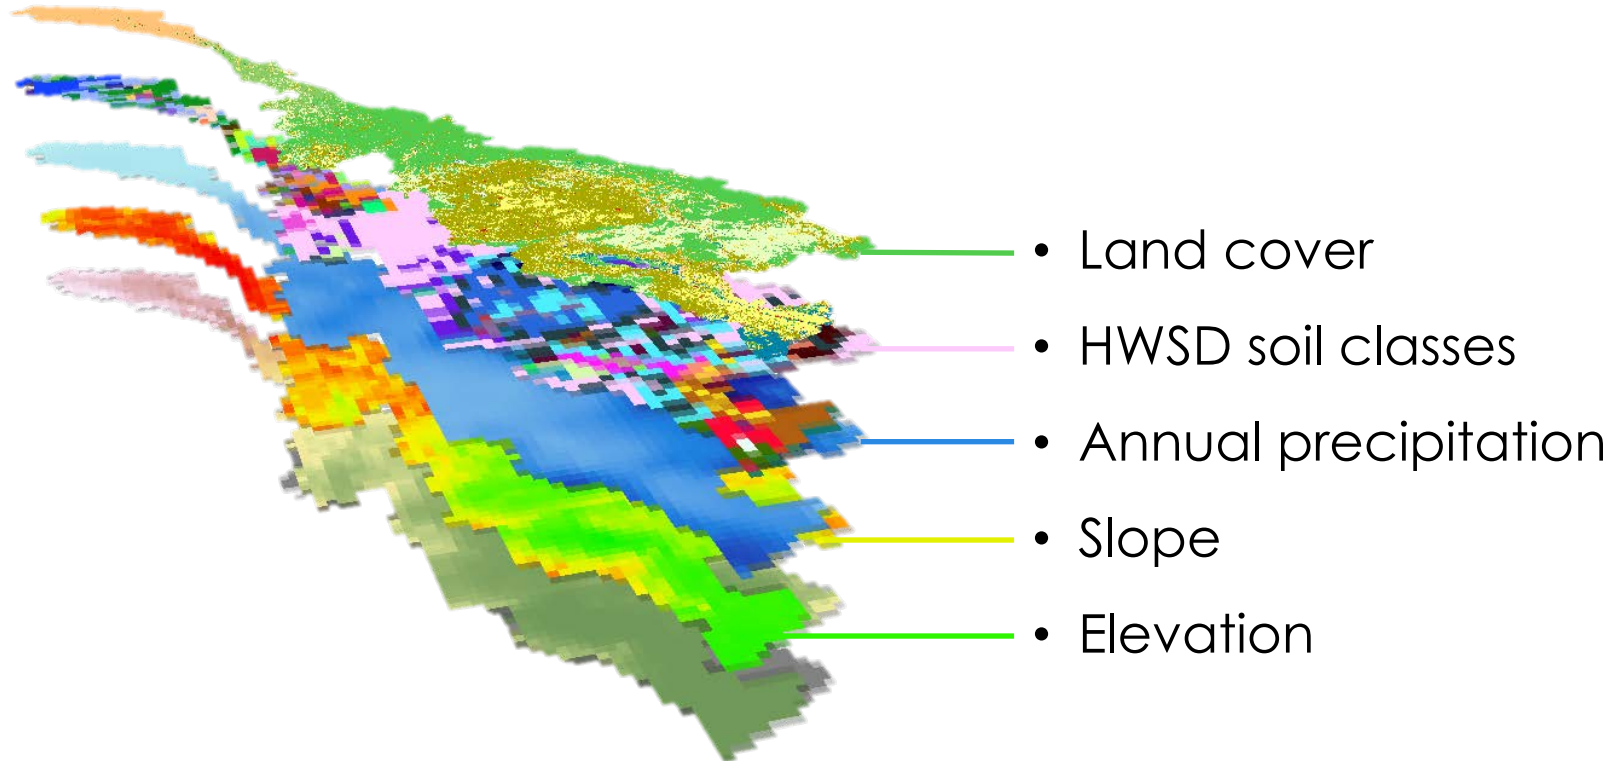 • Land cover
• HWSD soil classes
• Annual precipitation
• Slope
• Elevation